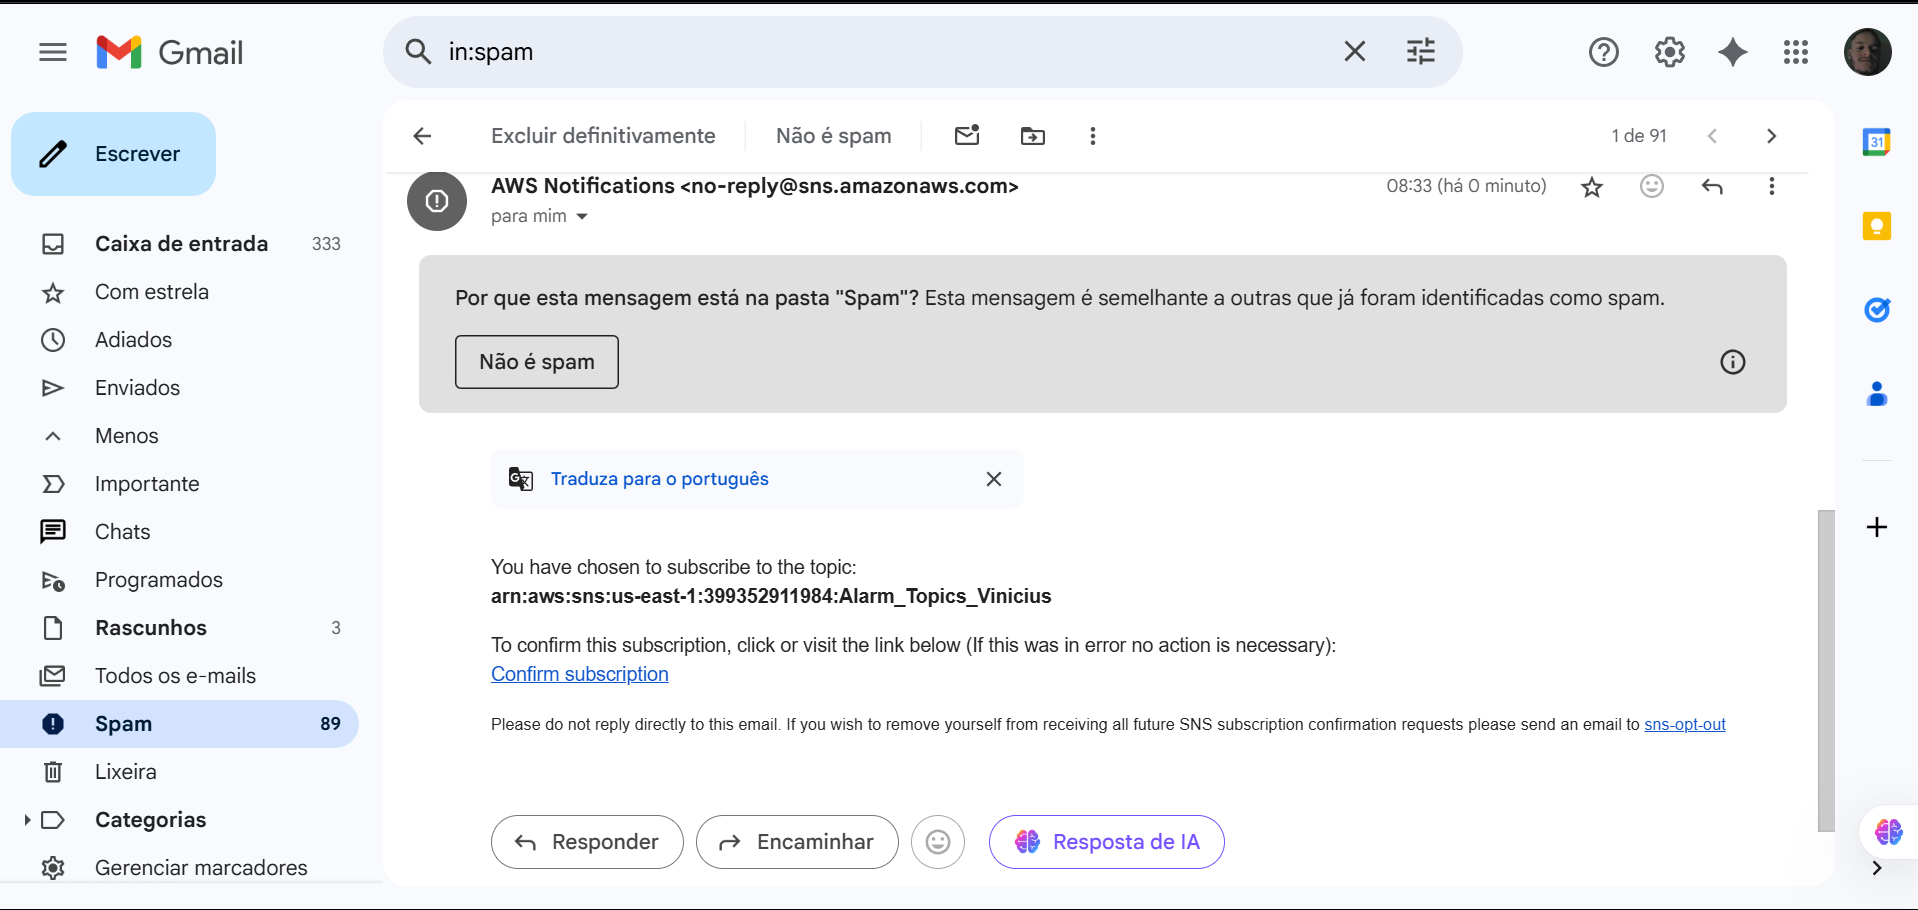 Gmail
in:spam
Escrever
Excluir definitivamente
Não é spam
1 de 91
31
AWS Notifications <no-reply@sns.amazonaws.com>
08:33 (há 0 minuto)
para mim
Caixa de entrada 333
Com estrela
Adiados
Enviados
Menos
Importante
Chats
Programados
Rascunhos 3
Todos os e-mails
Spam 89
Lixeira
Categorias
Gerenciar marcadores
Por que esta mensagem está na pasta "Spam"? Esta mensagem é semelhante a outras que já foram identificadas como spam.
Não é spam
Traduza para o português
You have chosen to subscribe to the topic:
arn:aws:sns:us-east-1:399352911984:Alarm_Topics_Vinicius
To confirm this subscription, click or visit the link below (If this was in error no action is necessary):
Confirm subscription
Please do not reply directly to this email. If you wish to remove yourself from receiving all future SNS subscription confirmation requests please send an email to sns-opt-out
Responder
Encaminhar
Resposta de IA